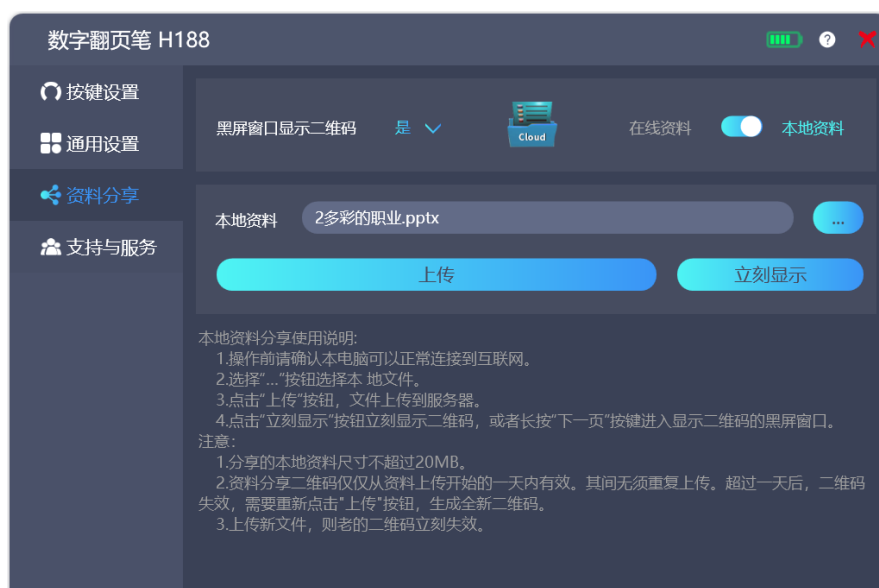 数字翻页笔 H188
按键设置
通用设置
资料分享
支持与服务
黑屏窗口显示二维码 是 Cloud 在线资料 本地资料
本地资料 2多彩的职业.pptx ...
上传 立刻显示
本地资料分享使用说明:
1.操作前请确认本电脑可以正常连接到互联网。
2.选择"..."按钮选择本 地文件。
3.点击"上传"按钮，文件上传到服务器。
4.点击"立刻显示"按钮立刻显示二维码，或者长按"下一页"按键进入显示二维码的黑屏窗口。
注意：
1.分享的本地资料尺寸不超过20MB。
2.资料分享二维码仅仅从资料上传开始的一天内有效。其间无须重复上传。超过一天后，二维码
失效，需要重新点击"上传"按钮，生成全新二维码。
3.上传新文件，则老的二维码立刻失效。